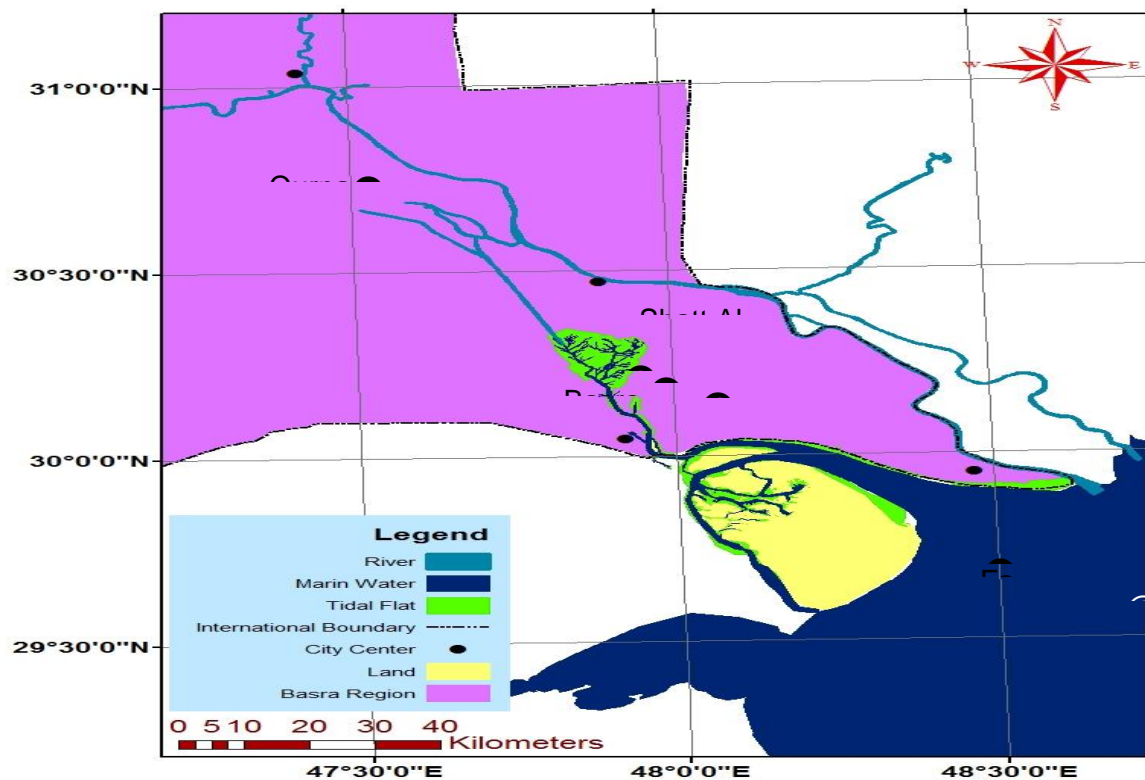 N
W
E
S
31°0'0"N
30°30'0"N
30°0'0"N
29°30'0"N
Legend
River
Marin Water
Tidal Flat
International Boundary
City Center
Land
Basra Region
0 5 10 20 30 40
Kilometers
47°30'0"E 48°0'0"E 48°30'0"E